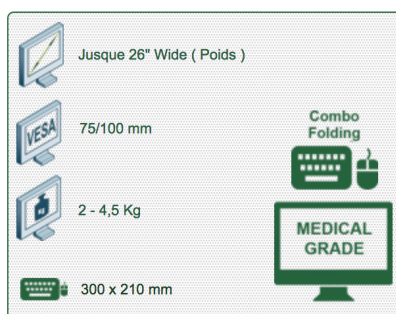 Jusque 26" Wide ( Poids )
VESA
75/100 mm
Combo
Folding
KG
2 - 4,5 Kg
MEDICAL
GRADE
300 x 210 mm